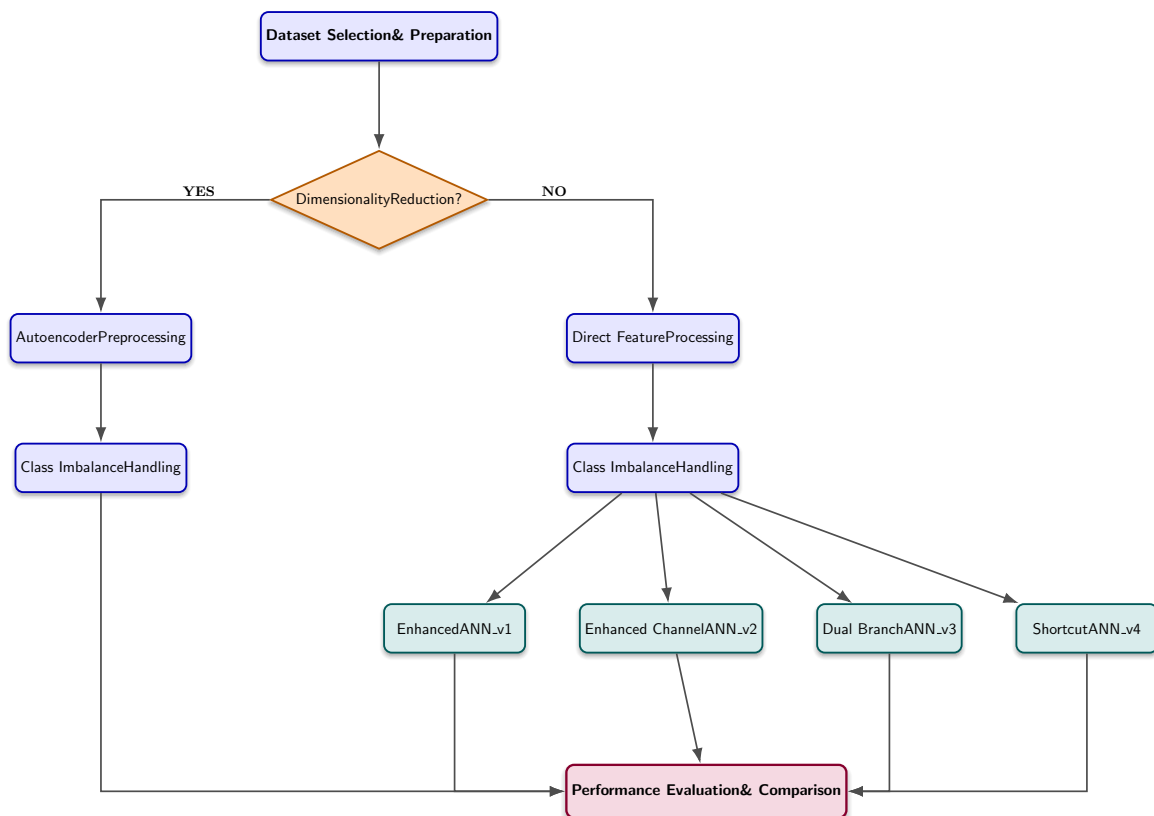 Dataset Selection& Preparation
DimensionalityReduction?
YES
NO
AutoencoderPreprocessing
Direct FeatureProcessing
Class ImbalanceHandling
Class ImbalanceHandling
EnhancedANN_v1
Enhanced ChannelANN_v2
Dual BranchANN_v3
ShortcutANN_v4
Performance Evaluation& Comparison